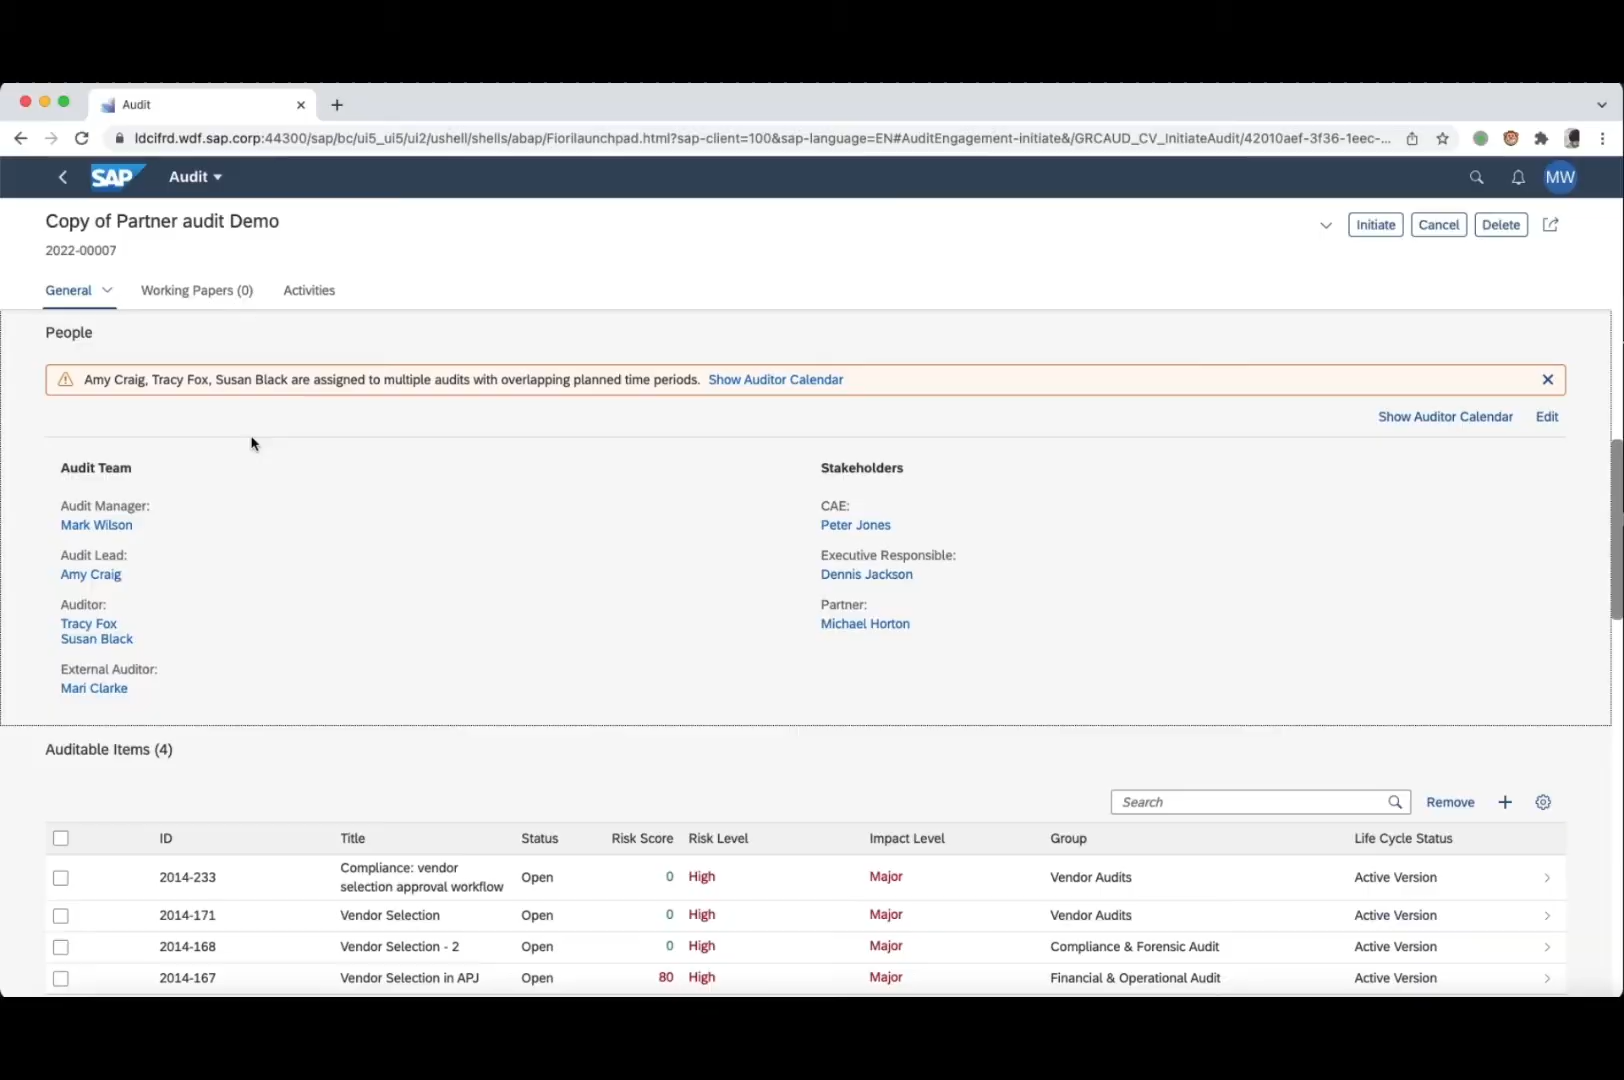 Audit
ldcifrd.wdf.sap.corp:44300/sap/bc/ui5_ui5/ui2/ushell/shells/abap/Fiorilaunchpad.html?sap-client=100&sap-language=EN#AuditEngagement-initiate&/GRCAUD_CV_InitiateAudit/42010aef-3f36-1eec-...
SAP Audit MW
Copy of Partner audit Demo Initiate Cancel Delete
2022-00007
General Working Papers (0) Activities
People
Amy Craig, Tracy Fox, Susan Black are assigned to multiple audits with overlapping planned time periods. Show Auditor Calendar
Show Auditor Calendar Edit
Audit Team
Audit Manager:
Mark Wilson
Audit Lead:
Amy Craig
Auditor:
Tracy Fox
Susan Black
External Auditor:
Mari Clarke
Stakeholders
CAE:
Peter Jones
Executive Responsible:
Dennis Jackson
Partner:
Michael Horton
Auditable Items (4)
Search Remove
ID Title Status Risk Score Risk Level Impact Level Group Life Cycle Status
2014-233 Compliance: vendor selection approval workflow Open 0 High Major Vendor Audits Active Version
2014-171 Vendor Selection Open 0 High Major Vendor Audits Active Version
2014-168 Vendor Selection - 2 Open 0 High Major Compliance & Forensic Audit Active Version
2014-167 Vendor Selection in APJ Open 80 High Major Financial & Operational Audit Active Version